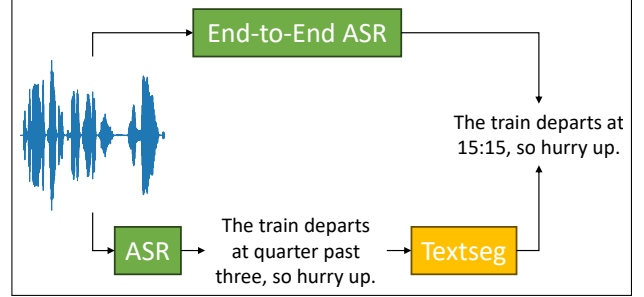 End-to-End ASR
The train departs at
15:15, so hurry up.
ASR
The train departs
at quarter past
three, so hurry up.
Textseg